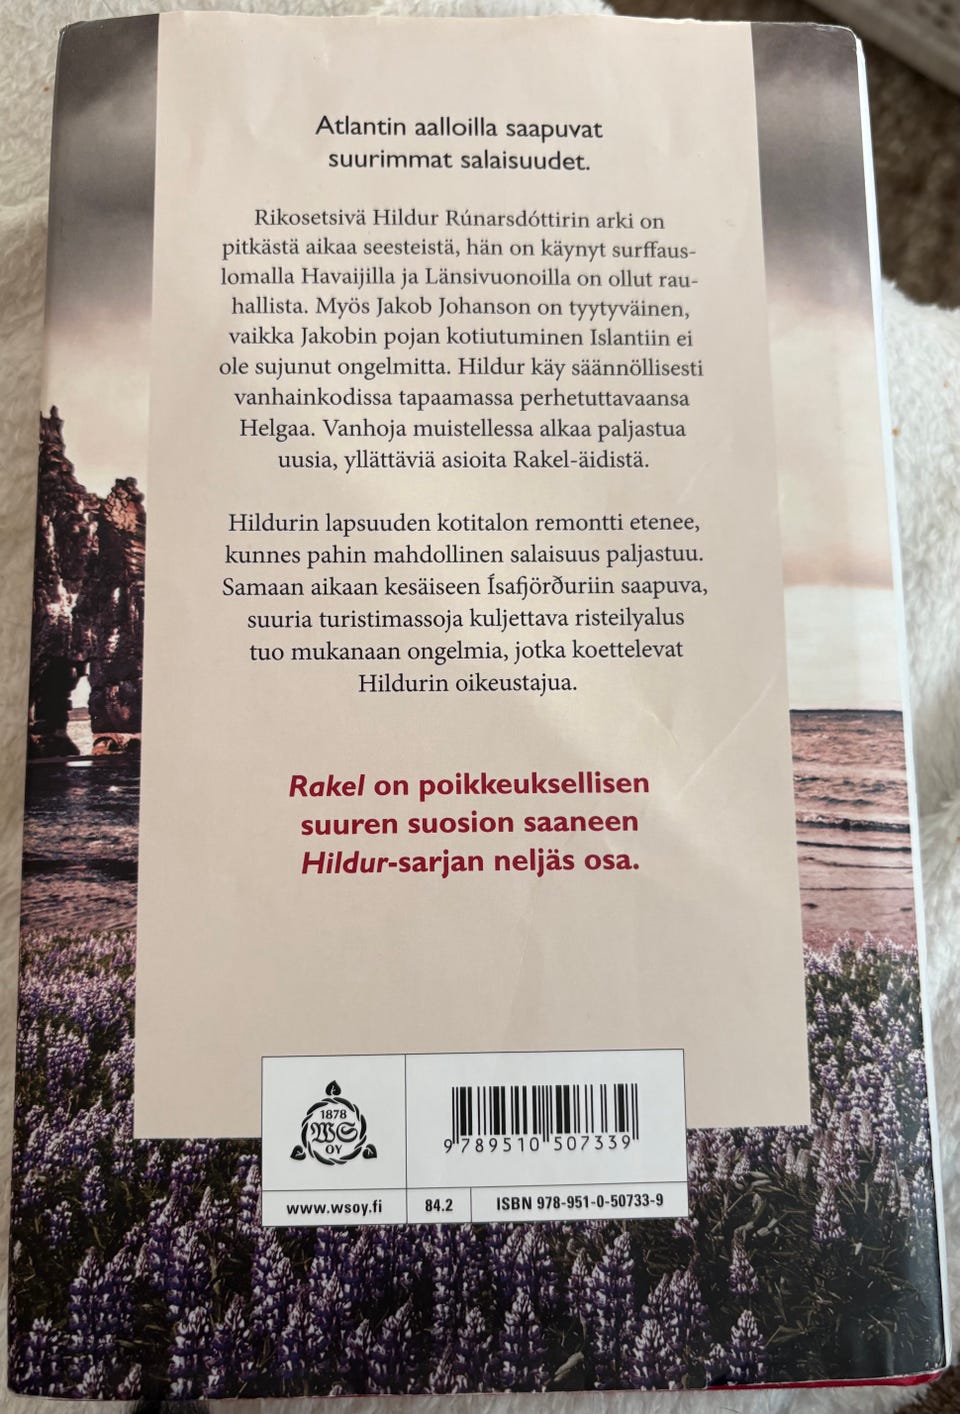 Atlantin aalloilla saapuvat
suurimmat salaisuudet.
Rikosetsivä Hildur Rúnarsdóttirin arki on
pitkästä aikaa seesteistä, hän on käynyt surffaus-
lomalla Havaijilla ja Länsivuonoilla on ollut rau-
hallista. Myös Jakob Johanson on tyytyväinen,
vaikka Jakobin pojan kotiutuminen Islantiin ei
ole sujunut ongelmitta. Hildur käy säännöllisesti
vanhainkodissa tapaamassa perhetuttavaansa
Helgaa. Vanhoja muistellessa alkaa paljastua
uusia, yllättäviä asioita Rakel-äidistä.
Hildurin lapsuuden kotitalon remontti etenee,
kunnes pahin mahdollinen salaisuus paljastuu.
Samaan aikaan kesäiseen Ísafjörðuriin saapuva,
suuria turistimassoja kuljettava risteilyalus
tuo mukanaan ongelmia, jotka koettelevat
Hildurin oikeustajua.
Rakel on poikkeuksellisen
suuren suosion saaneen
Hildur-sarjan neljäs osa.
1878
WS
OY
9 789510 507339
www.wsoy.fi
84.2
ISBN 978-951-0-50733-9